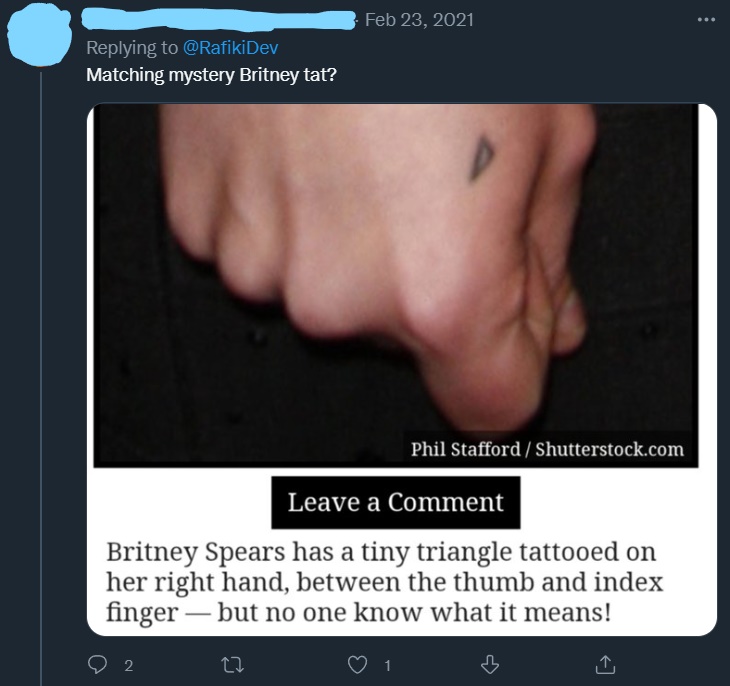 Feb 23, 2021
Replying to @RafikiDev
Matching mystery Britney tat?
Phil Stafford / Shutterstock.com
Leave a Comment
Britney Spears has a tiny triangle tattooed on
her right hand, between the thumb and index
finger — but no one know what it means!
2
1